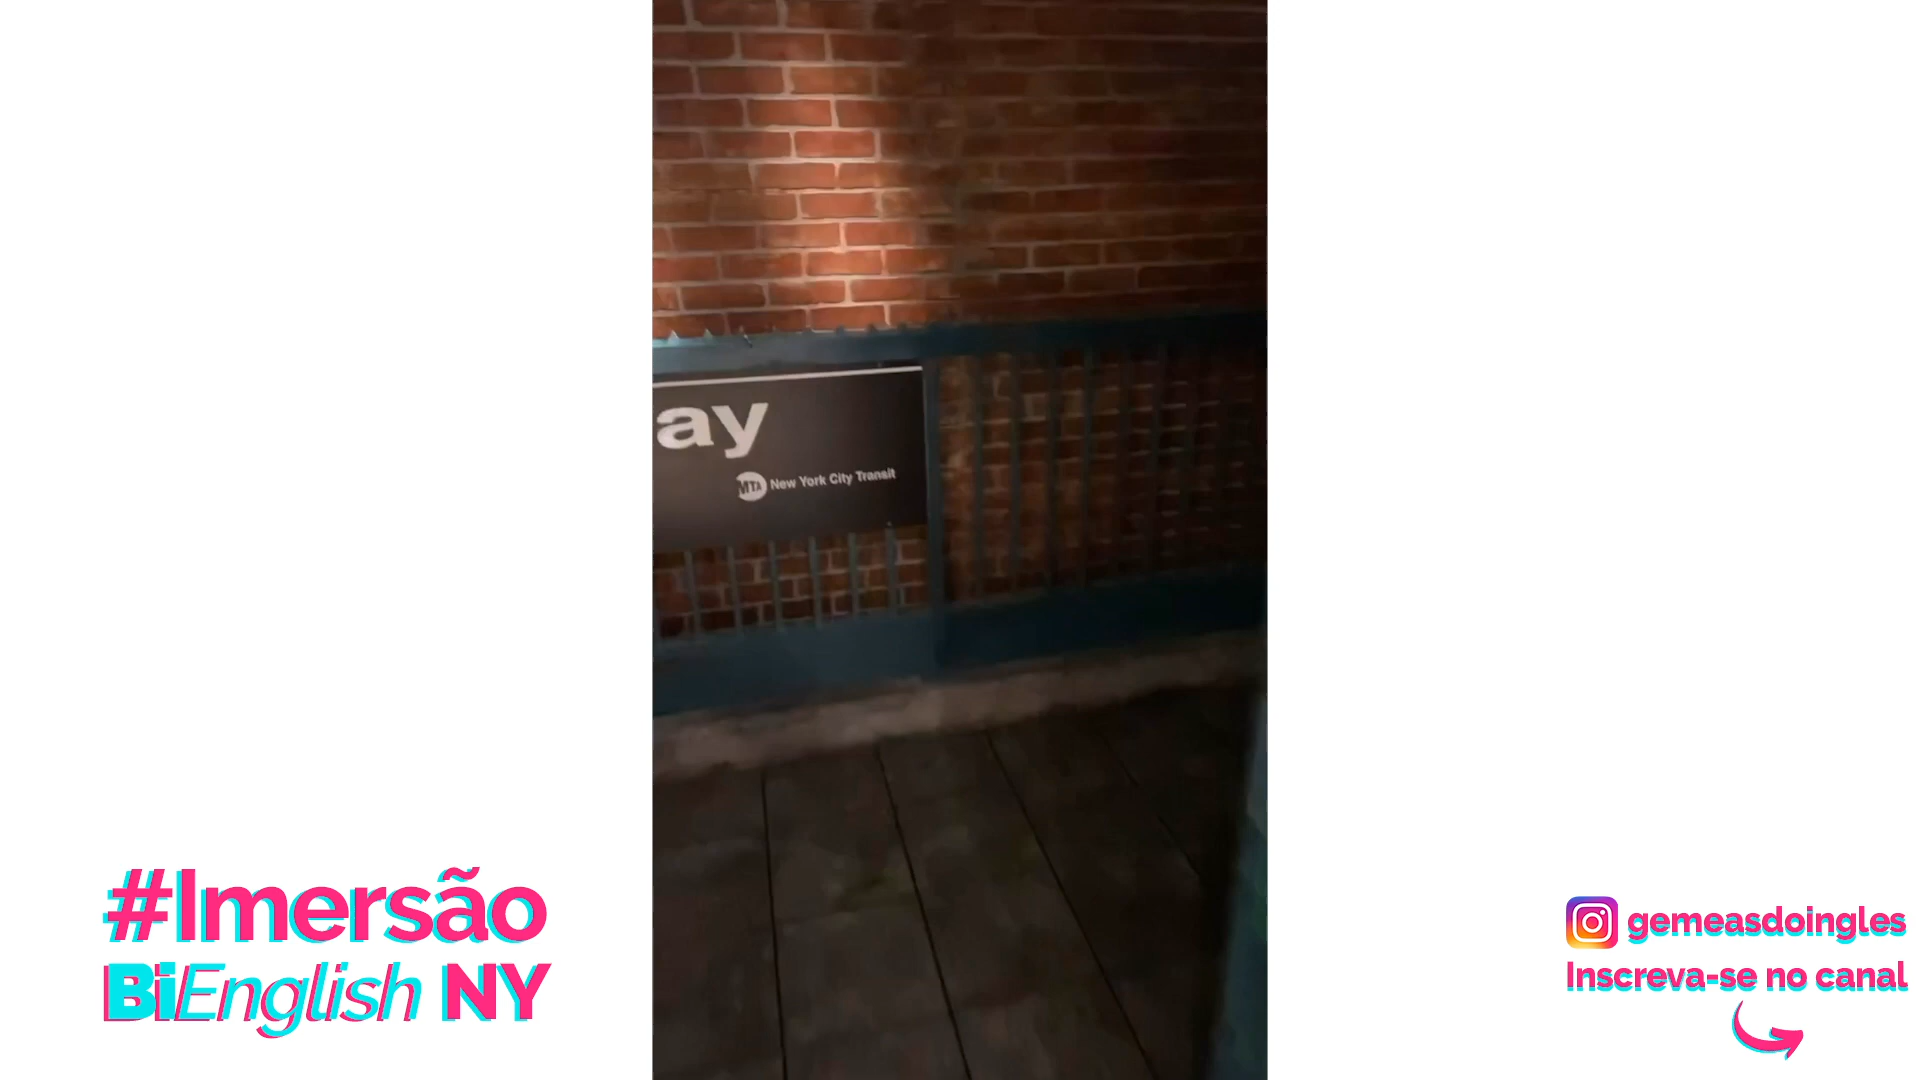 ay
MTA New York City Transit
#Imersão
BiEnglish NY
gemeasdoingles
Inscreva-se no canal